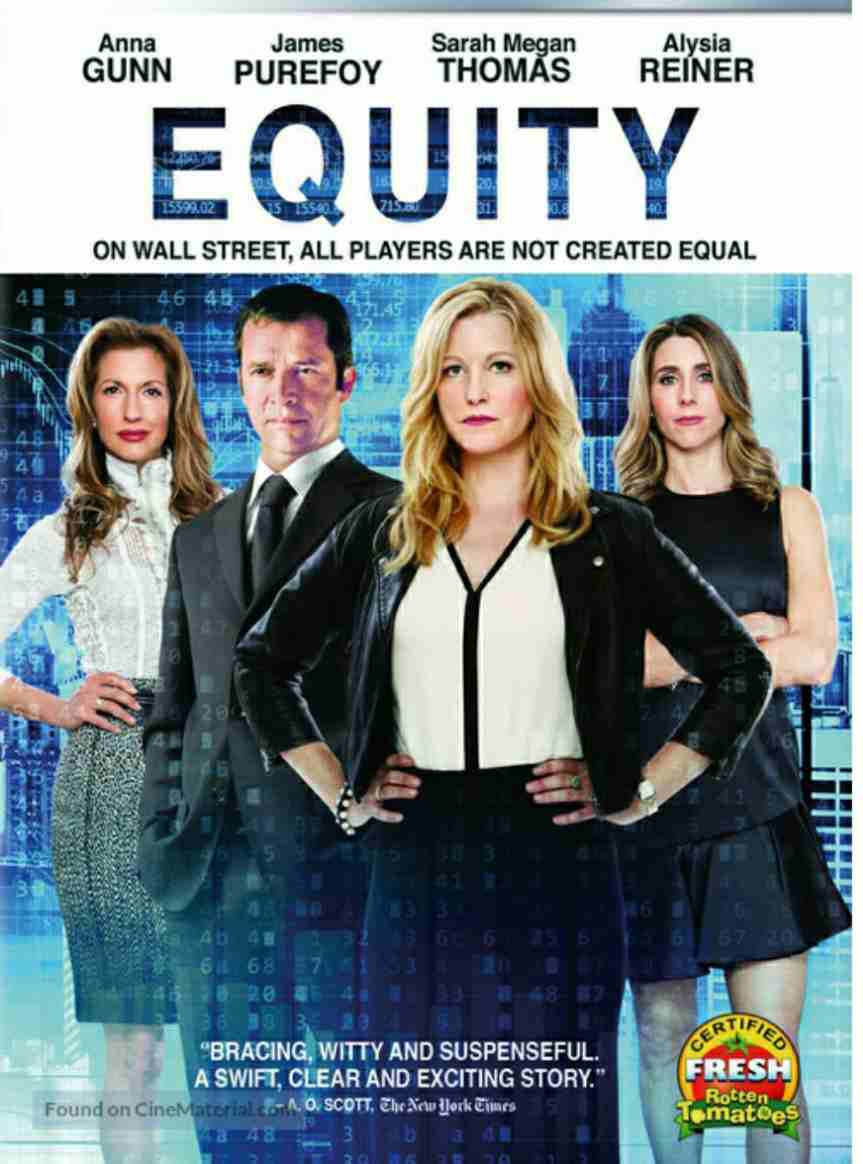 Anna
GUNN
James
PUREFOY
Sarah Megan
THOMAS
Alysia
REINER
EQUITY
ON WALL STREET, ALL PLAYERS ARE NOT CREATED EQUAL
“BRACING, WITTY AND SUSPENSEFUL.
A SWIFT, CLEAR AND EXCITING STORY.”
– A. O. SCOTT, The New York Times
CERTIFIED
FRESH
Rotten
Tomatoes
Found on CineMaterial.com